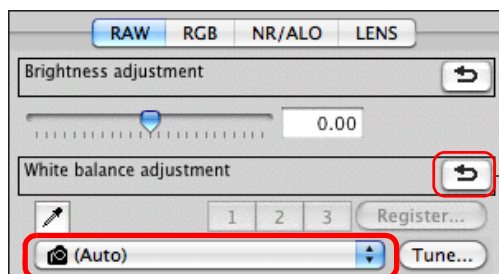 RAW RGB NR/ALO LENS
Brightness adjustment
0.00
White balance adjustment
1 2 3 Register...
(Auto) Tune...